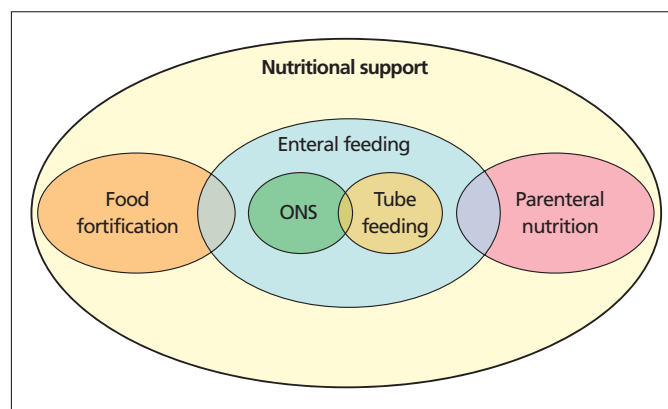 Nutritional support
Enteral feeding
Food
fortification
ONS
Tube
feeding
Parenteral
nutrition